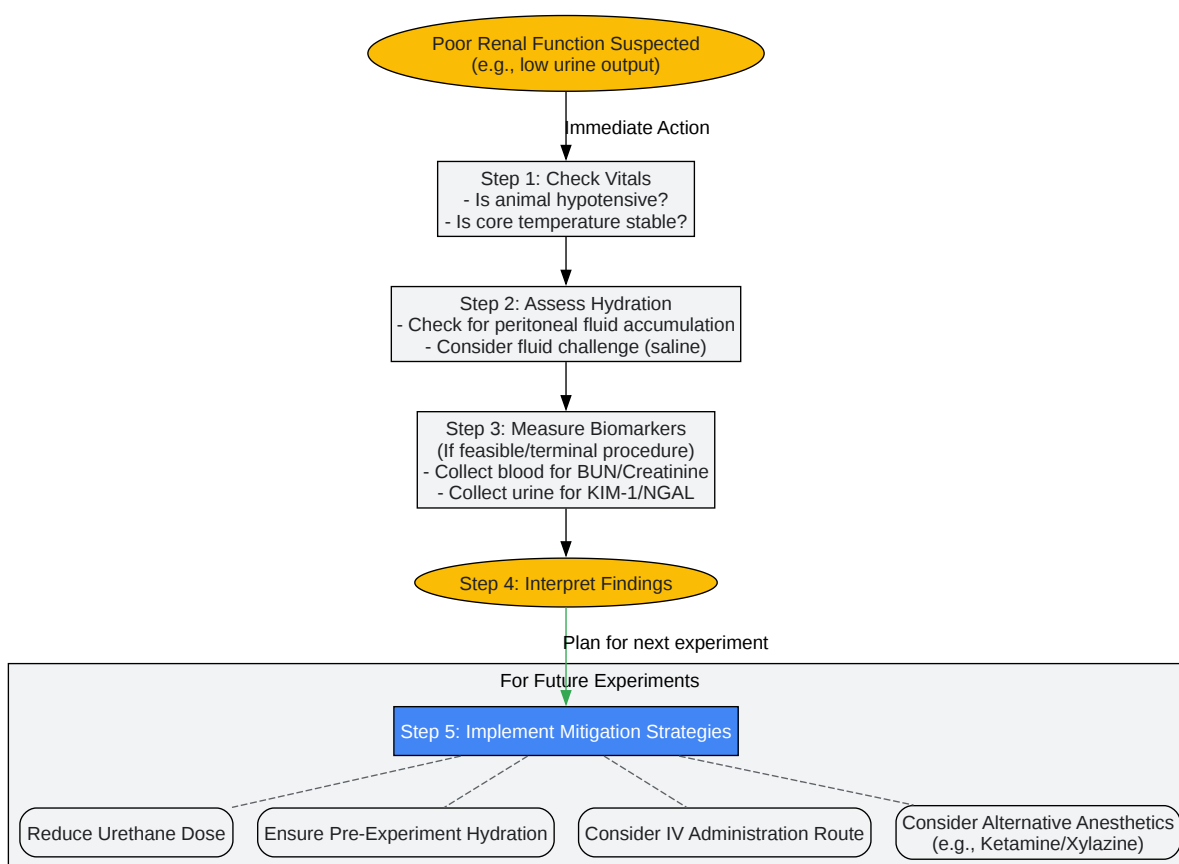 Poor Renal Function Suspected
(e.g., low urine output)
Immediate Action
Step 1: Check Vitals
- Is animal hypotensive?
- Is core temperature stable?
Step 2: Assess Hydration
- Check for peritoneal fluid accumulation
- Consider fluid challenge (saline)
Step 3: Measure Biomarkers
(If feasible/terminal procedure)
- Collect blood for BUN/Creatinine
- Collect urine for KIM-1/NGAL
Step 4: Interpret Findings
Plan for next experiment
For Future Experiments
Step 5: Implement Mitigation Strategies
Reduce Urethane Dose
Ensure Pre-Experiment Hydration
Consider IV Administration Route
Consider Alternative Anesthetics
(e.g., Ketamine/Xylazine)